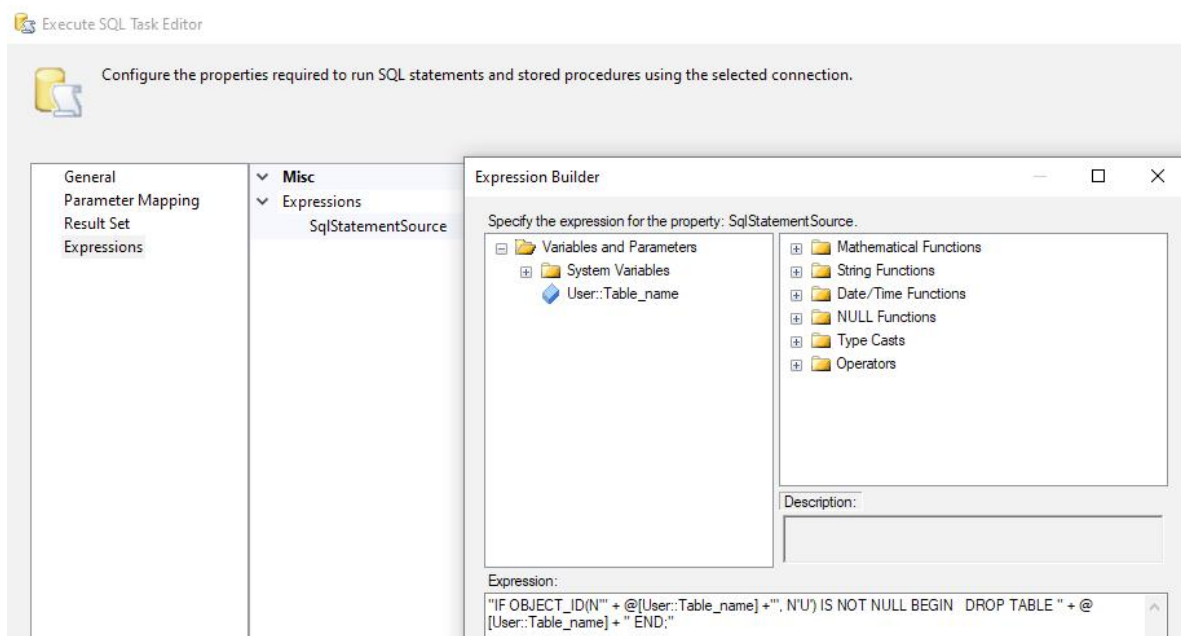 Execute SQL Task Editor
Configure the properties required to run SQL statements and stored procedures using the selected connection.
General
Parameter Mapping
Result Set
Expressions
Misc
Expressions
SqlStatementSource
Expression Builder
Specify the expression for the property: SqlStatementSource.
Variables and Parameters
System Variables
User::Table_name
Mathematical Functions
String Functions
Date/Time Functions
NULL Functions
Type Casts
Operators
Description:
Expression:
"IF OBJECT_ID(N'" + @[User::Table_name] +"', N'U') IS NOT NULL BEGIN   DROP TABLE " + @
[User::Table_name] + " END;"